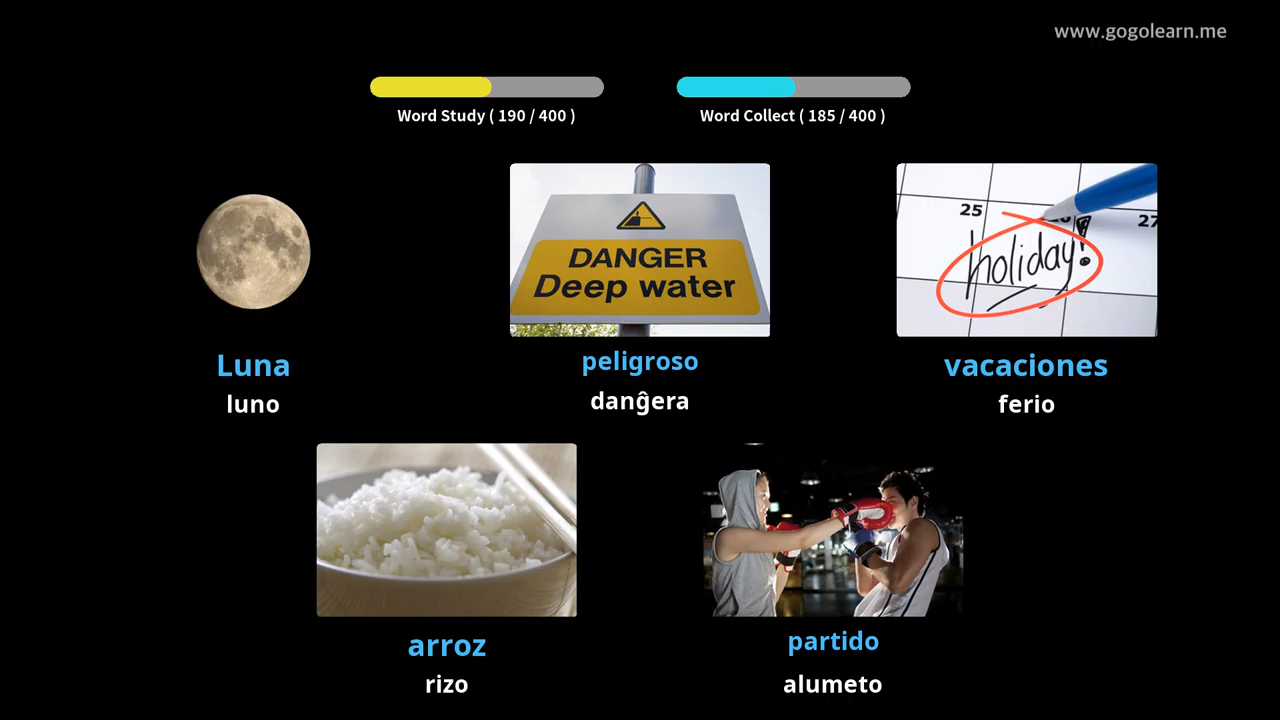 www.gogolearn.me
Word Study ( 190 / 400 )
Word Collect ( 185 / 400 )
DANGER
Deep water
25
27
holiday!
Luna
luno
peligroso
danĝera
vacaciones
ferio
arroz
rizo
partido
alumeto